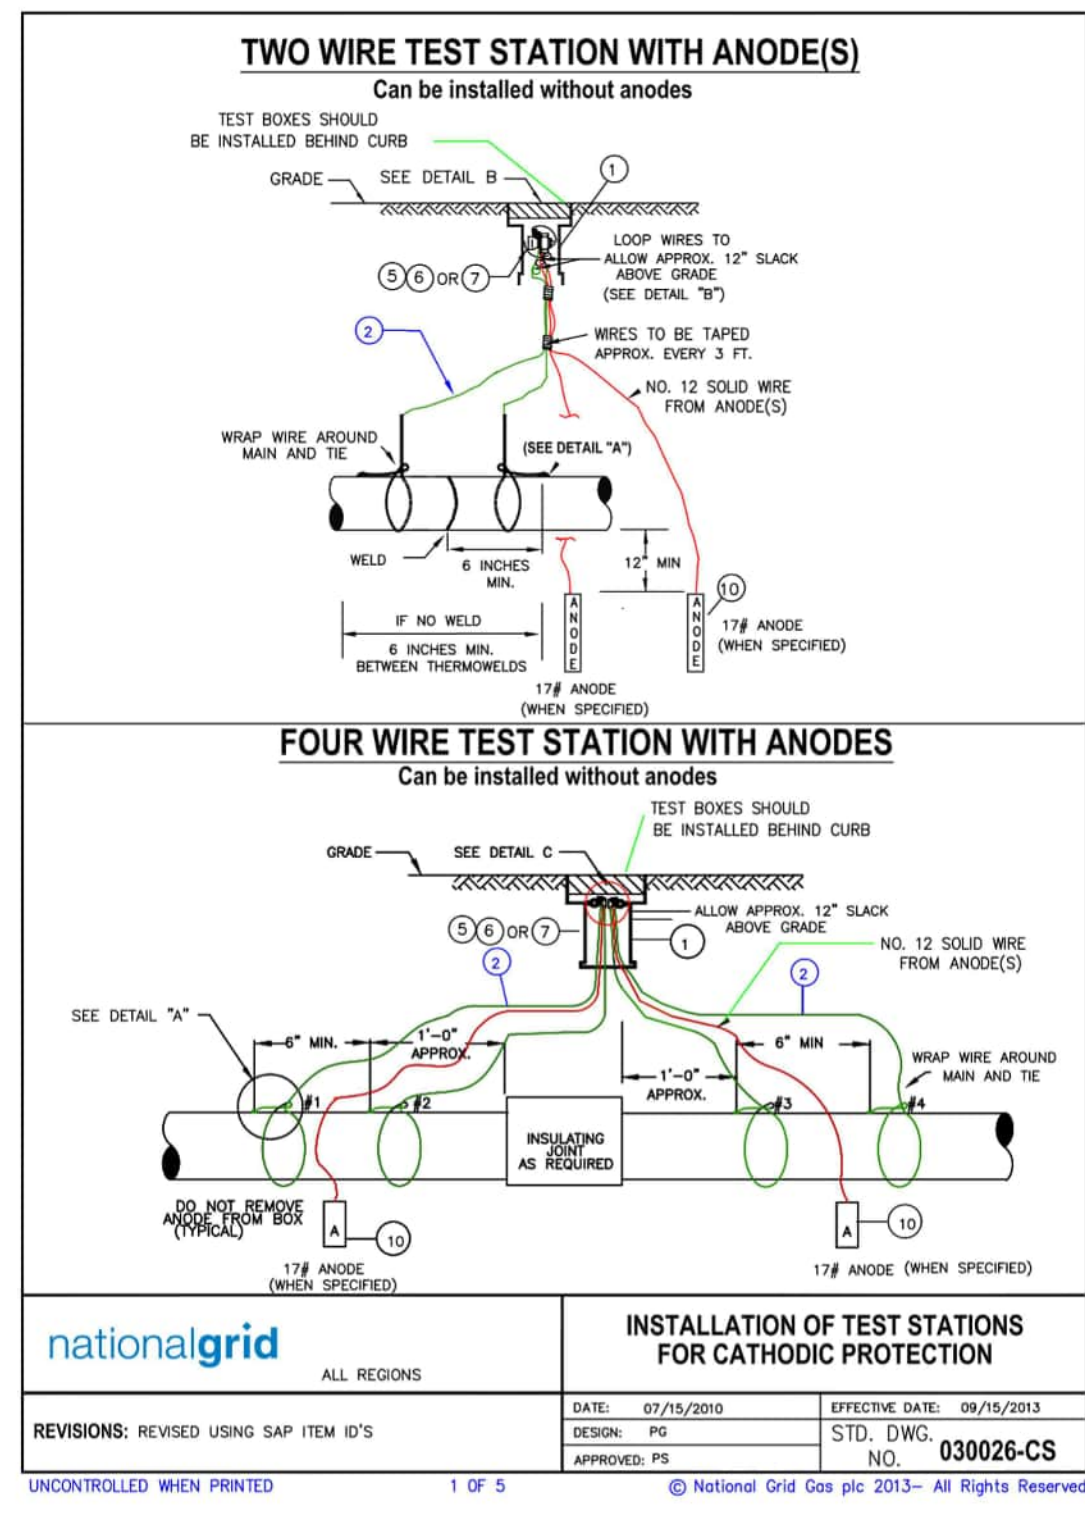 TWO WIRE TEST STATION WITH ANODE(S)
Can be installed without anodes
TEST BOXES SHOULD
BE INSTALLED BEHIND CURB
GRADE
SEE DETAIL B
1
LOOP WIRES TO
ALLOW APPROX. 12" SLACK
ABOVE GRADE
(SEE DETAIL "B")
5 6 OR 7
2
WIRES TO BE TAPED
APPROX. EVERY 3 FT.
NO. 12 SOLID WIRE
FROM ANODE(S)
WRAP WIRE AROUND
MAIN AND TIE
(SEE DETAIL "A")
WELD
6 INCHES
MIN.
12" MIN
10
IF NO WELD
6 INCHES MIN.
BETWEEN THERMOWELDS
ANODE
ANODE
17# ANODE
(WHEN SPECIFIED)
17# ANODE
(WHEN SPECIFIED)
FOUR WIRE TEST STATION WITH ANODES
Can be installed without anodes
TEST BOXES SHOULD
BE INSTALLED BEHIND CURB
GRADE
SEE DETAIL C
ALLOW APPROX. 12" SLACK
ABOVE GRADE
5 6 OR 7
1
NO. 12 SOLID WIRE
FROM ANODE(S)
2
2
SEE DETAIL "A"
6" MIN.
1'-0"
APPROX.
6" MIN
1'-0"
APPROX.
WRAP WIRE AROUND
MAIN AND TIE
#1
#2
#3
#4
INSULATING
JOINT
AS REQUIRED
DO NOT REMOVE
ANODE FROM BOX
(TYPICAL)
A
10
A
10
17# ANODE
(WHEN SPECIFIED)
17# ANODE (WHEN SPECIFIED)
nationalgrid
ALL REGIONS
INSTALLATION OF TEST STATIONS
FOR CATHODIC PROTECTION
REVISIONS: REVISED USING SAP ITEM ID'S
DATE: 07/15/2010
EFFECTIVE DATE: 09/15/2013
DESIGN: PG
APPROVED: PS
STD. DWG.
NO. 030026-CS
UNCONTROLLED WHEN PRINTED
1 OF 5
© National Grid Gas plc 2013– All Rights Reserved